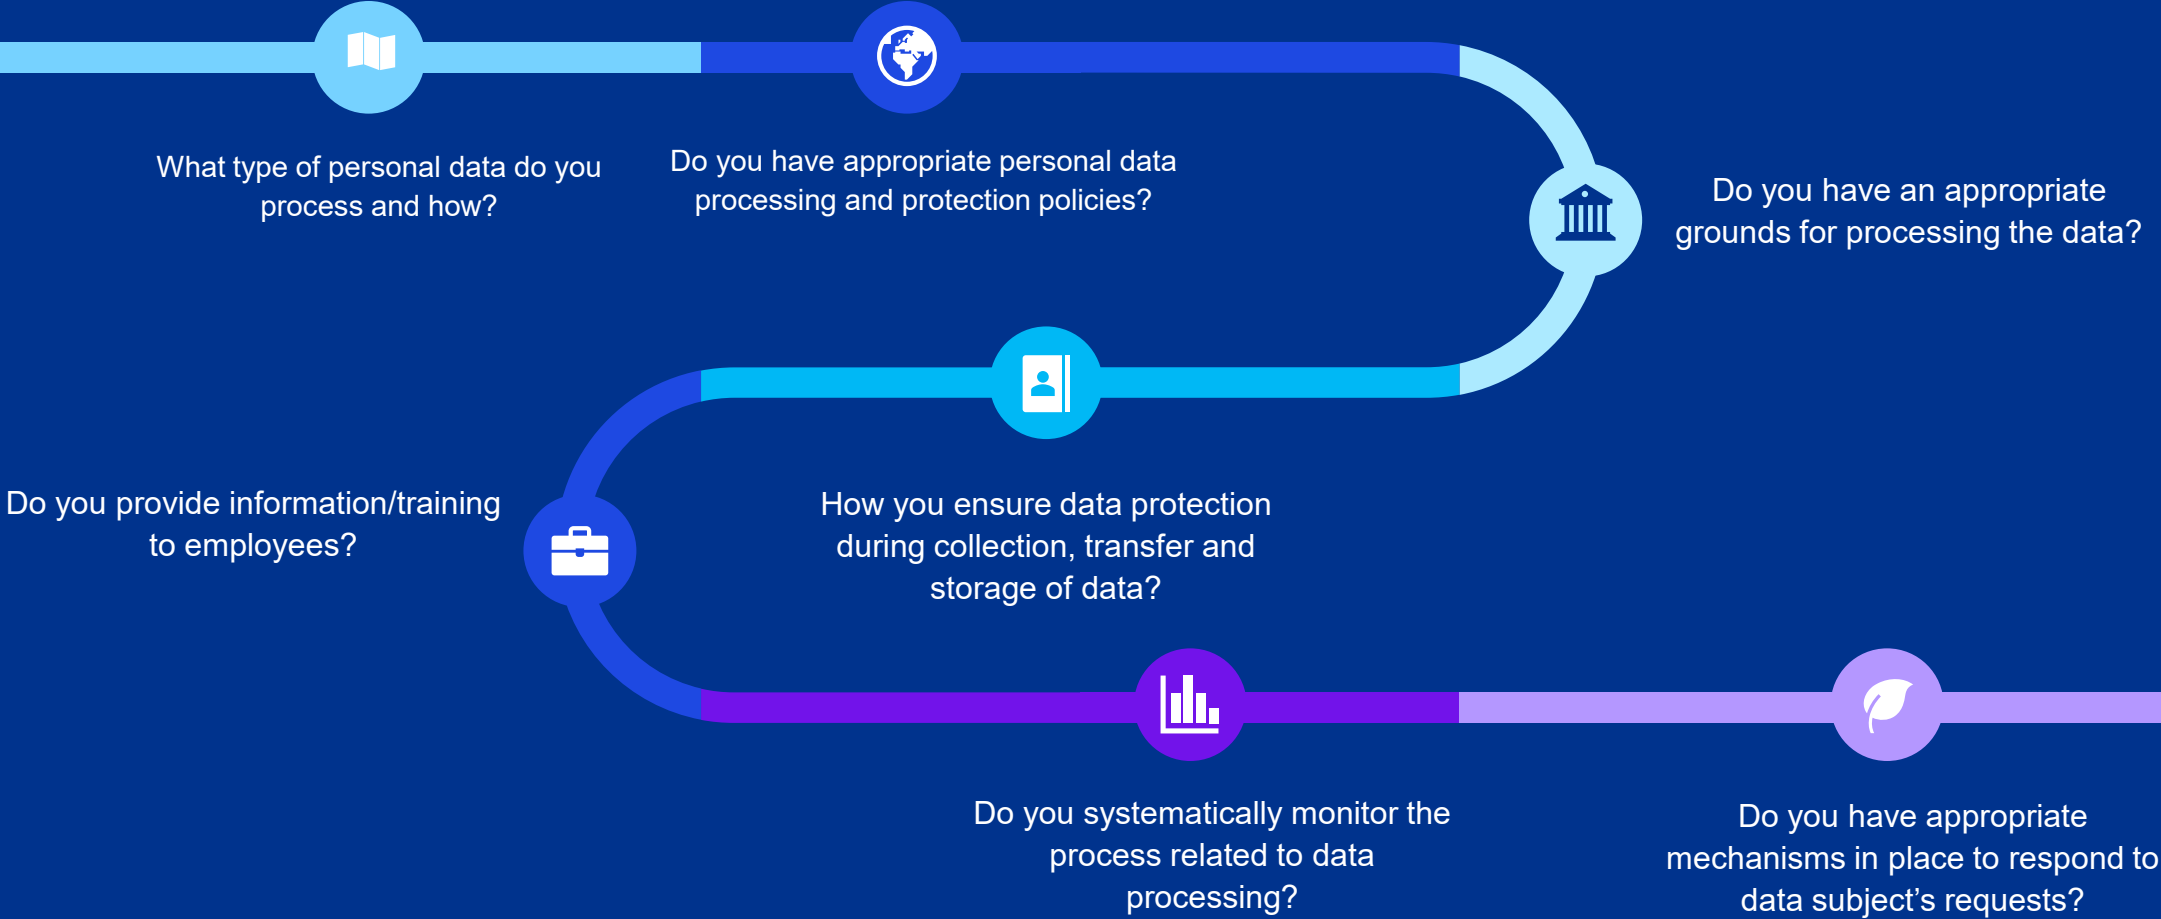 What type of personal data do you
process and how?
Do you have appropriate personal data
processing and protection policies?
Do you have an appropriate
grounds for processing the data?
How you ensure data protection
during collection, transfer and
storage of data?
Do you provide information/training
to employees?
Do you systematically monitor the
process related to data
processing?
Do you have appropriate
mechanisms in place to respond to
data subject’s requests?